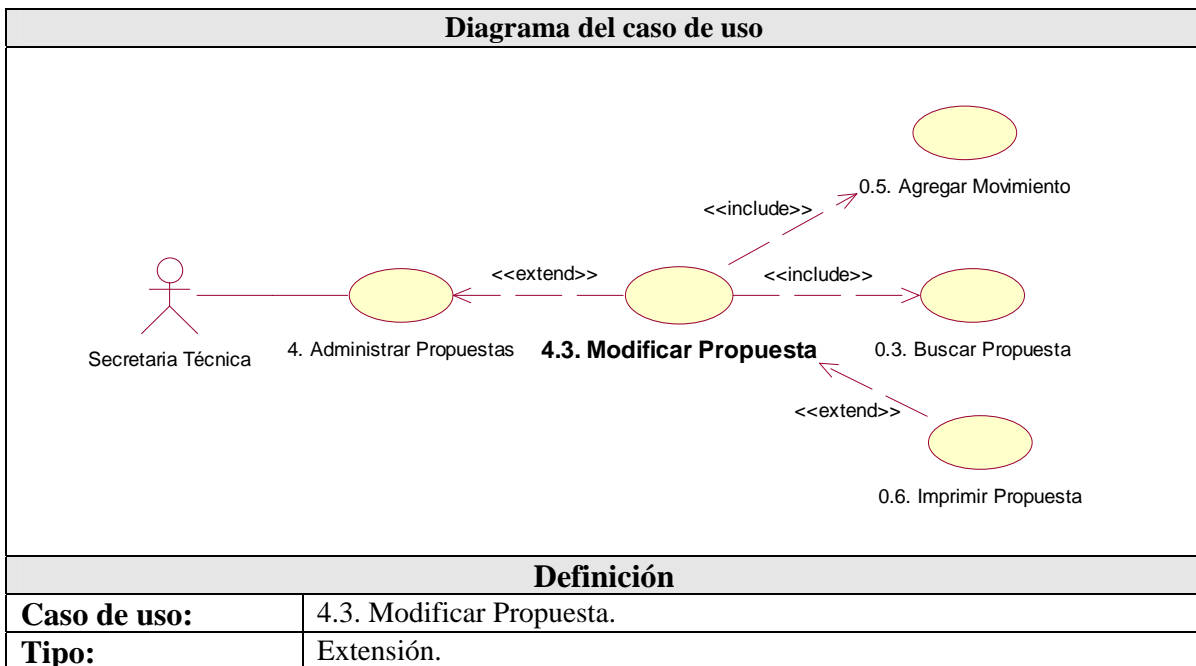 Diagrama del caso de uso
0.5. Agregar Movimiento
<<include>>
<<extend>>
<<include>>
Secretaria Técnica
4. Administrar Propuestas
4.3. Modificar Propuesta
0.3. Buscar Propuesta
<<extend>>
0.6. Imprimir Propuesta
Definición
Caso de uso: 4.3. Modificar Propuesta.
Tipo: Extensión.